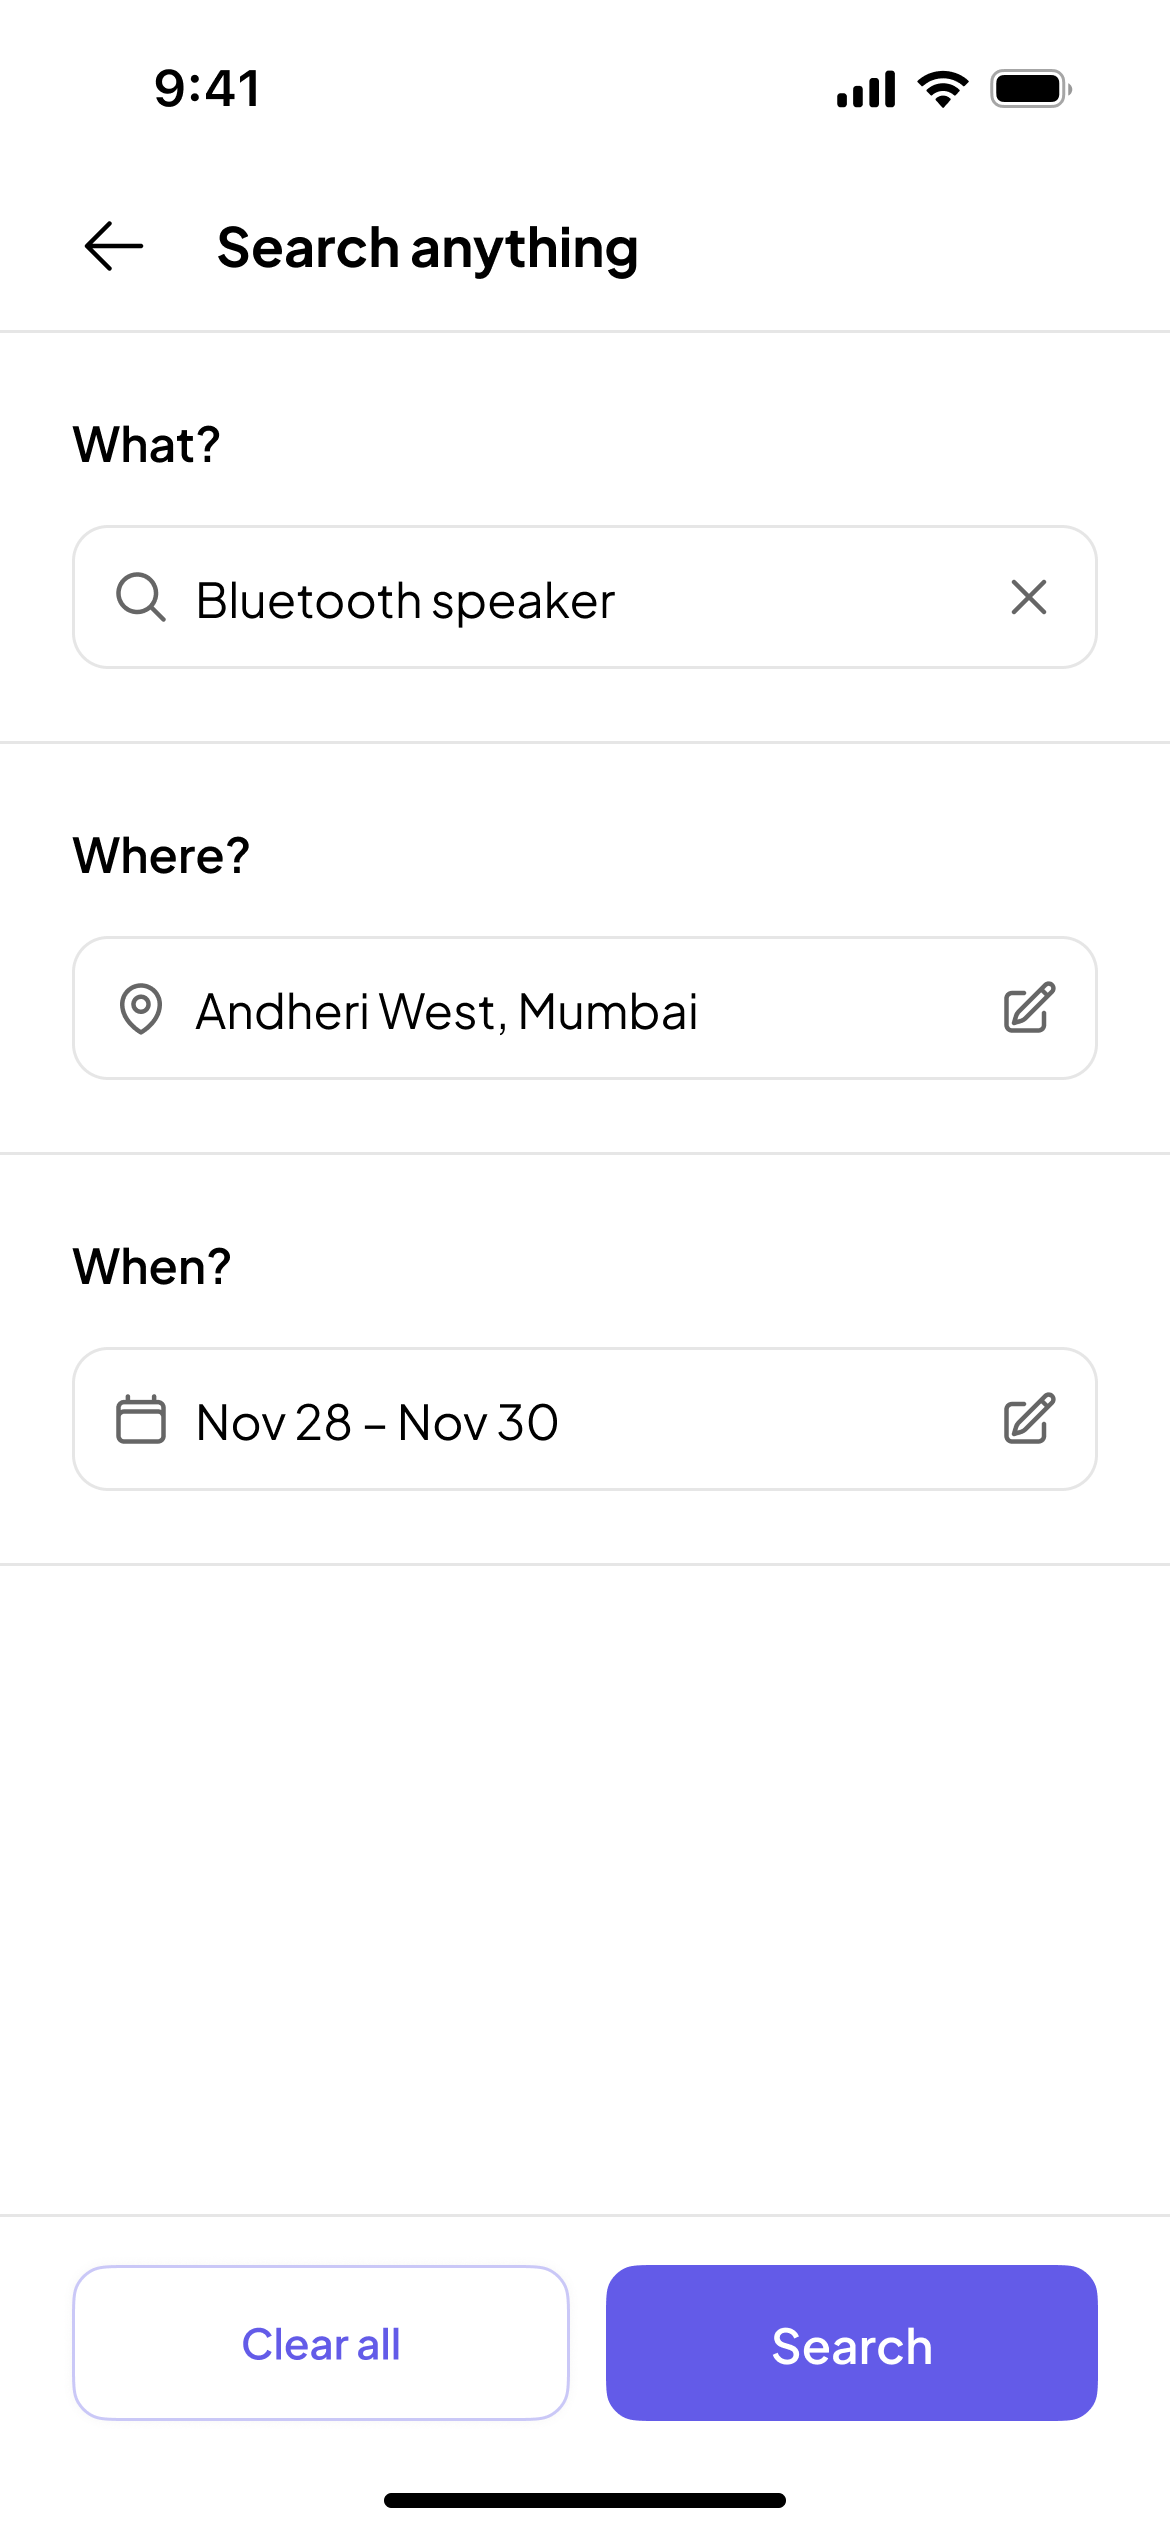 9:41
Search anything
What?
Bluetooth speaker
Where?
Andheri West, Mumbai
When?
Nov 28 – Nov 30
Clear all
Search